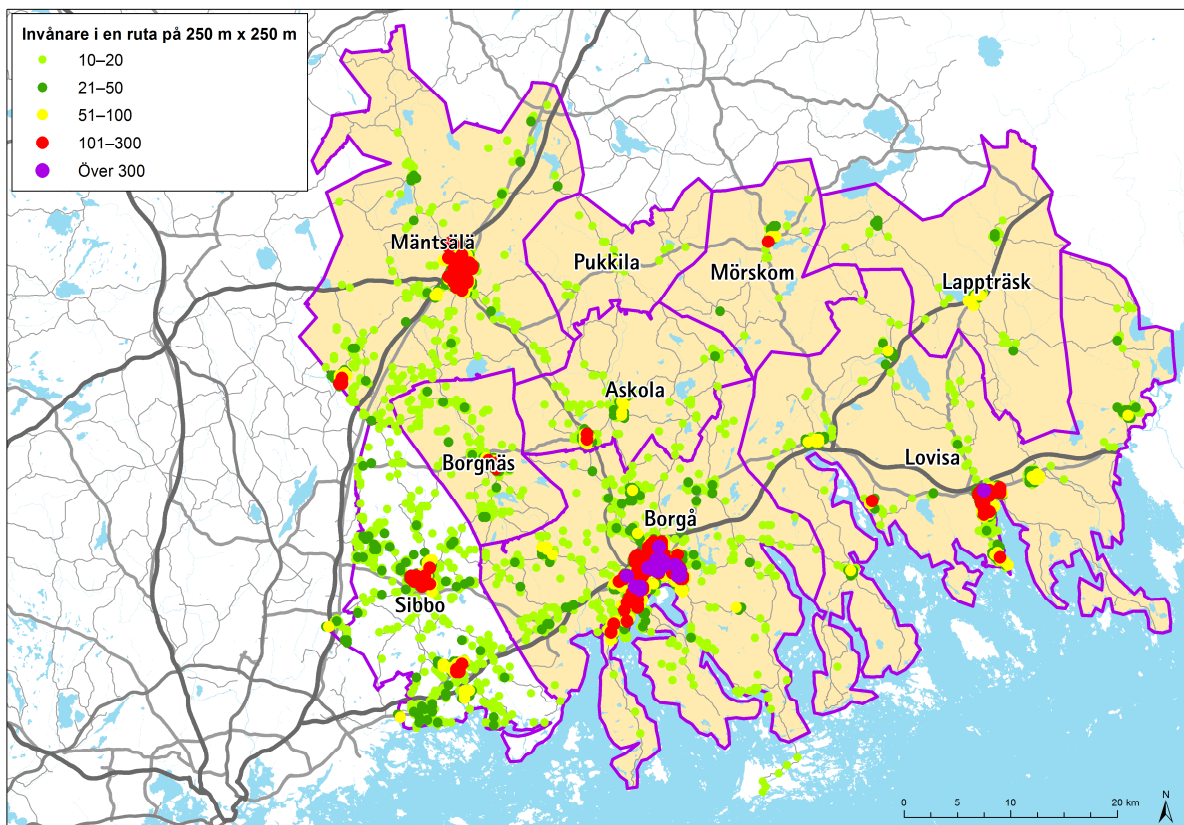 Invånare i en ruta på 250 m x 250 m
10–20
21–50
51–100
101–300
Över 300
Mäntsälä
Pukkila
Mörskom
Lappträsk
Askola
Borgnäs
Lovisa
Borgå
Sibbo
N
0 5 10 20 km